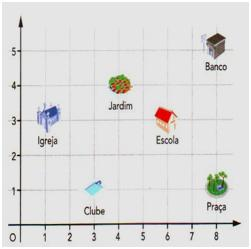 5
Banco
4
Jardim
3
Igreja
Escola
2
1
Clube
Praça
O 1 2 3 4 5 6 7 8